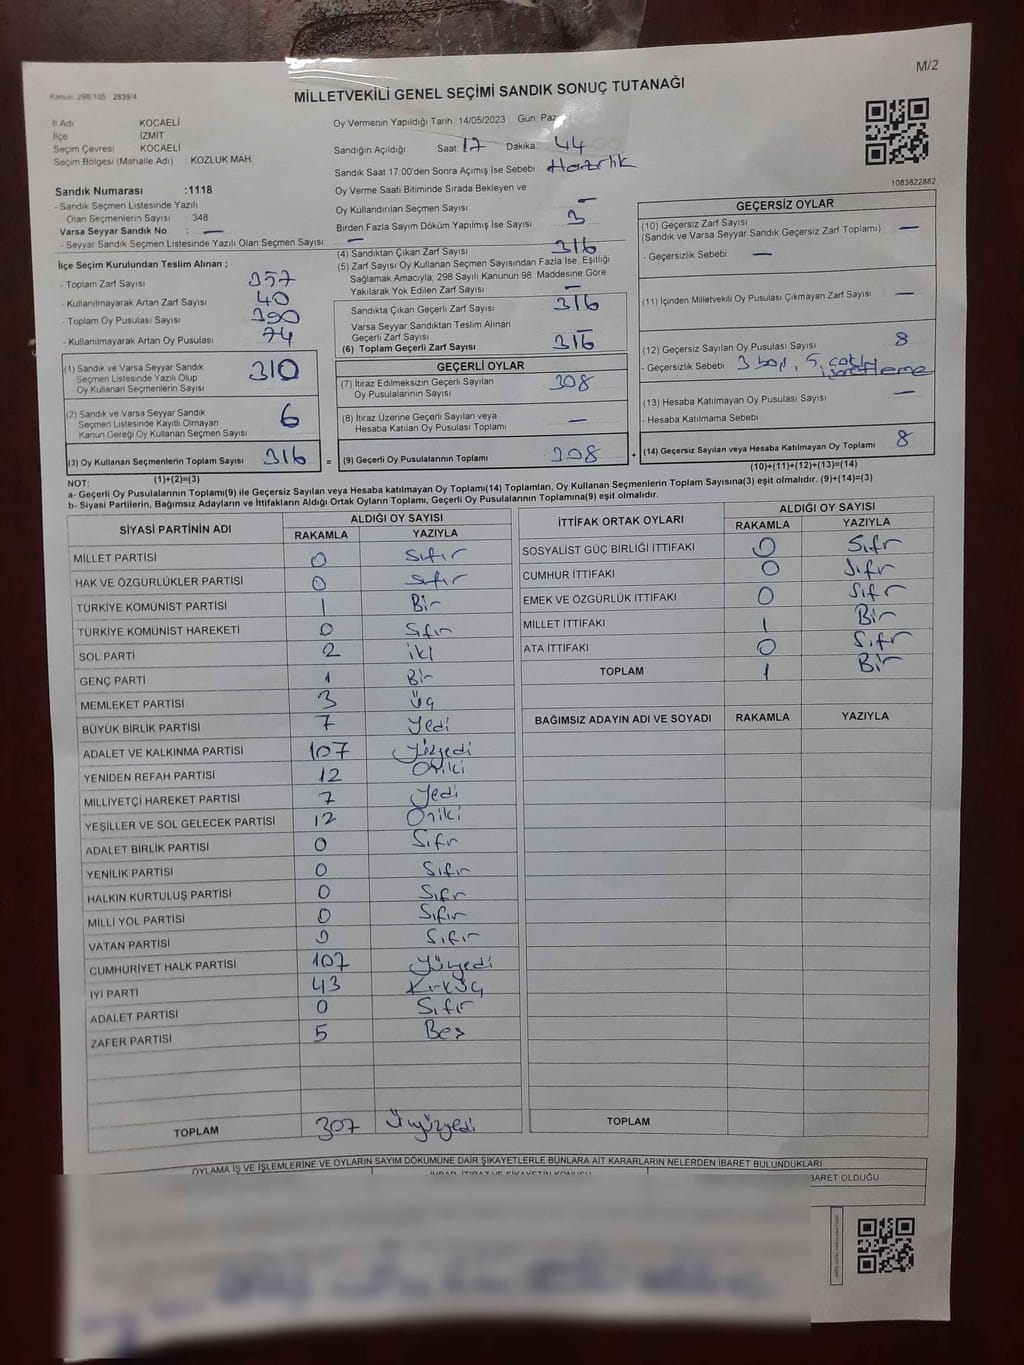 M/2
Kanun: 298/105 2839/4
MİLLETVEKİLİ GENEL SEÇİMİ SANDIK SONUÇ TUTANAĞI
İl Adı KOCAELİ
İlçe İZMİT
Seçim Çevresi KOCAELİ
Seçim Bölgesi (Mahalle Adı) : KOZLUK MAH.
Sandık Numarası :1118
- Sandık Seçmen Listesinde Yazılı
Olan Seçmenlerin Sayısı : 348
Varsa Seyyar Sandık No : —
- Seyyar Sandık Seçmen Listesinde Yazılı Olan Seçmen Sayısı : —
Oy Vermenin Yapıldığı Tarih :14/05/2023 Gün: Paz
Sandığın Açıldığı Saat: 17 Dakika: 44
Sandık Saat 17.00'den Sonra Açımış İse Sebebi : Hazırlık
Oy Verme Saati Bitiminde Sırada Bekleyen ve
Oy Kullandırılan Seçmen Sayısı —
Birden Fazla Sayım Döküm Yapılmış İse Sayısı : 3
1083822882
İlçe Seçim Kurulundan Teslim Alınan ;
- Toplam Zarf Sayısı 357
- Kullanılmayarak Artan Zarf Sayısı 40
- Toplam Oy Pusulası Sayısı 390
- Kullanılmayarak Artan Oy Pusulası 74
(1) Sandık ve Varsa Seyyar Sandık
Seçmen Listesinde Yazılı Olup
Oy Kullanan Seçmenlerin Sayısı 310
(2) Sandık ve Varsa Seyyar Sandık
Seçmen Listesinde Kayıtlı Olmayan
Kanun Gereği Oy Kullanan Seçmen Sayısı 6
(3) Oy Kullanan Seçmenlerin Toplam Sayısı 316
(1)+(2)=(3)
(4) Sandıktan Çıkan Zarf Sayısı 316
(5) Zarf Sayısı Oy Kullanan Seçmen Sayısından Fazla İse, Eşitliği
Sağlamak Amacıyla; 298 Sayılı Kanunun 98. Maddesine Göre
Yakılarak Yok Edilen Zarf Sayısı —
Sandıkta Çıkan Geçerli Zarf Sayısı 316
Varsa Seyyar Sandıktan Teslim Alınan
Geçerli Zarf Sayısı —
(6) Toplam Geçerli Zarf Sayısı 316
GEÇERLİ OYLAR
(7) İtiraz Edilmeksizin Geçerli Sayılan
Oy Pusulalarının Sayısı 308
(8) İtiraz Üzerine Geçerli Sayılan veya
Hesaba Katılan Oy Pusulası Toplamı —
= (9) Geçerli Oy Pusulalarının Toplamı 308
GEÇERSİZ OYLAR
(10) Geçersiz Zarf Sayısı
(Sandık ve Varsa Seyyar Sandık Geçersiz Zarf Toplamı) —
- Geçersizlik Sebebi : —
(11) İçinden Milletvekili Oy Pusulası Çıkmayan Zarf Sayısı —
(12) Geçersiz Sayılan Oy Pusulası Sayısı 8
- Geçersizlik Sebebi : 3 boş, 5 çoklu
işaretleme
(13) Hesaba Katılmayan Oy Pusulası Sayısı —
- Hesaba Katılmama Sebebi
+ (14) Geçersiz Sayılan veya Hesaba Katılmayan Oy Toplamı 8
(10)+(11)+(12)+(13)=(14)
NOT:
a- Geçerli Oy Pusulalarının Toplamı(9) ile Geçersiz Sayılan veya Hesaba katılmayan Oy Toplamı(14) Toplamları, Oy Kullanan Seçmenlerin Toplam Sayısına(3) eşit olmalıdır. (9)+(14)=(3)
b- Siyasi Partilerin, Bağımsız Adayların ve İttifakların Aldığı Ortak Oyların Toplamı, Geçerli Oy Pusulalarının Toplamına(9) eşit olmalıdır.
SİYASİ PARTİNİN ADI ALDIĞI OY SAYISI
RAKAMLA YAZIYLA
MİLLET PARTİSİ 0 Sıfır
HAK VE ÖZGÜRLÜKLER PARTİSİ 0 Sıfır
TÜRKİYE KOMÜNİST PARTİSİ 1 Bir
TÜRKİYE KOMÜNİST HAREKETİ 0 Sıfır
SOL PARTİ 2 iki
GENÇ PARTİ 1 Bir
MEMLEKET PARTİSİ 3 Üç
BÜYÜK BİRLİK PARTİSİ 7 Yedi
ADALET VE KALKINMA PARTİSİ 107 Yüzyedi
YENİDEN REFAH PARTİSİ 12 Oniki
MİLLİYETÇİ HAREKET PARTİSİ 7 Yedi
YEŞİLLER VE SOL GELECEK PARTİSİ 12 Oniki
ADALET BİRLİK PARTİSİ 0 Sıfır
YENİLİK PARTİSİ 0 Sıfır
HALKIN KURTULUŞ PARTİSİ 0 Sıfır
MİLLİ YOL PARTİSİ 0 Sıfır
VATAN PARTİSİ 0 Sıfır
CUMHURİYET HALK PARTİSİ 107 Yüzyedi
İYİ PARTİ 43 Kırküç
ADALET PARTİSİ 0 Sıfır
ZAFER PARTİSİ 5 Beş
TOPLAM 307 Üçyüzyedi
İTTİFAK ORTAK OYLARI ALDIĞI OY SAYISI
RAKAMLA YAZIYLA
SOSYALİST GÜÇ BİRLİĞİ İTTİFAKI 0 Sıfır
CUMHUR İTTİFAKI 0 Sıfır
EMEK VE ÖZGÜRLÜK İTTİFAKI 0 Sıfır
MİLLET İTTİFAKI 1 Bir
ATA İTTİFAKI 0 Sıfır
TOPLAM 1 Bir
BAĞIMSIZ ADAYIN ADI VE SOYADI RAKAMLA YAZIYLA
TOPLAM
OYLAMA İŞ VE İŞLEMLERİNE VE OYLARIN SAYIM DÖKÜMÜNE DAİR ŞİKAYETLERLE BUNLARA AİT KARARLARIN NELERDEN İBARET BULUNDUKLARI
İHBAR, İTİRAZ VE ŞİKAYETİN KONUSU
BARET OLDUĞU